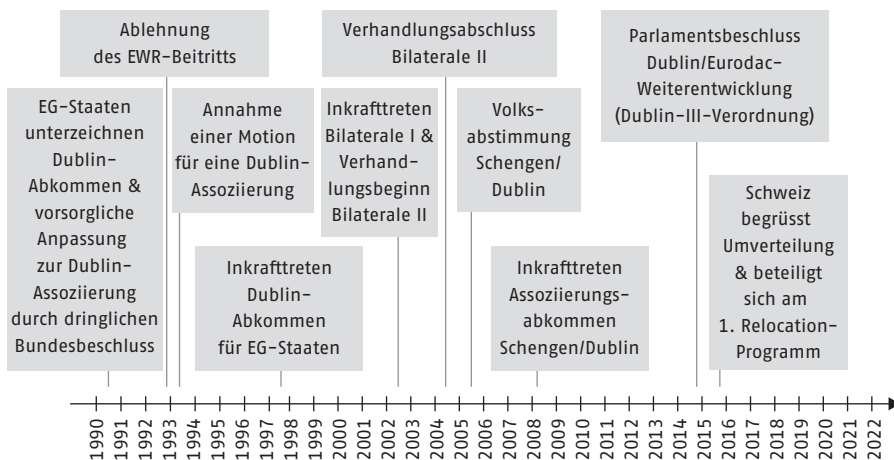 Ablehnung
des EWR-Beitritts
Verhandlungsabschluss
Bilaterale II
Parlamentsbeschluss
Dublin/Eurodac-
Weiterentwicklung
(Dublin-III-Verordnung)
EG-Staaten
unterzeichnen
Dublin-
Abkommen &
vorsorgliche
Anpassung
zur Dublin-
Assoziierung
durch dringlichen
Bundesbeschluss
Annahme
einer Motion
für eine Dublin-
Assoziierung
Inkrafttreten
Bilaterale I &
Verhand-
lungsbeginn
Bilaterale II
Volks-
abstimmung
Schengen/
Dublin
Schweiz
begrüsst
Umverteilung
& beteiligt
sich am
1. Relocation-
Programm
Inkrafttreten
Dublin-
Abkommen
für EG-Staaten
Inkrafttreten
Assoziierungs-
abkommen
Schengen/Dublin
1990
1991
1992
1993
1994
1995
1996
1997
1998
1999
2000
2001
2002
2003
2004
2005
2006
2007
2008
2009
2010
2011
2012
2013
2014
2015
2016
2017
2018
2019
2020
2021
2022